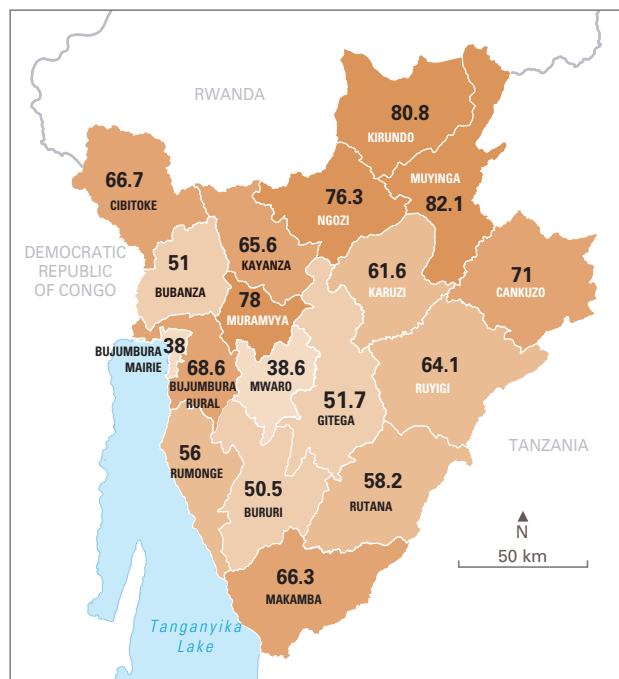 RWANDA
80.8
KIRUNDO
MUYINGA
82.1
66.7
CIBITOKE
76.3
NGOZI
65.6
KAYANZA
DEMOCRATIC
REPUBLIC
OF CONGO
51
BUBANZA
61.6
KARUZI
71
CANKUZO
78
MURAMVYA
BUJUMBURA
MAIRIE
38
68.6
BUJUMBURA
RURAL
38.6
MWARO
51.7
GITEGA
64.1
RUYIGI
TANZANIA
56
RUMONGE
50.5
BURURI
58.2
RUTANA
N
50 km
66.3
MAKAMBA
Tanganyika
Lake